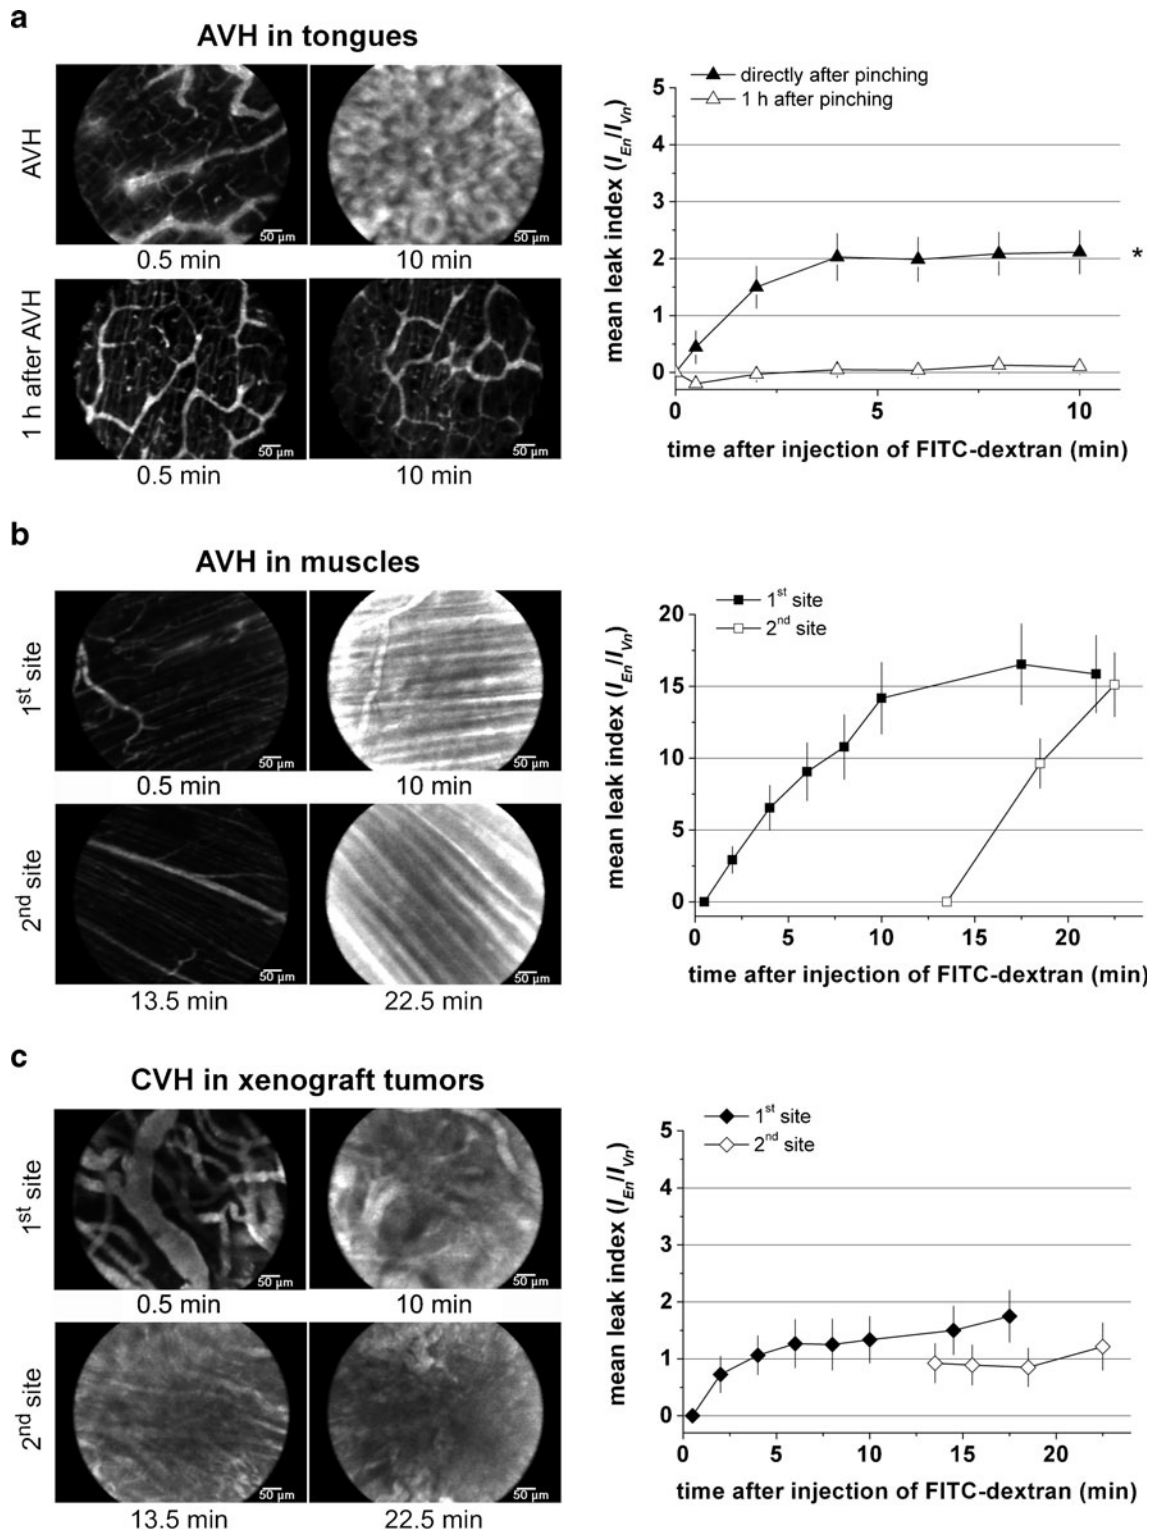 a
AVH in tongues
AVH
50 µm
50 µm
0.5 min
10 min
1 h after AVH
50 µm
50 µm
0.5 min
10 min
directly after pinching
1 h after pinching
mean leak index (I_En/I_Vn)
5
4
3
2
1
0
*
0
5
10
time after injection of FITC-dextran (min)
b
AVH in muscles
1st site
50 µm
50 µm
0.5 min
10 min
2nd site
50 µm
50 µm
13.5 min
22.5 min
1st site
2nd site
mean leak index (I_En/I_Vn)
20
15
10
5
0
0
5
10
15
20
time after injection of FITC-dextran (min)
c
CVH in xenograft tumors
1st site
50 µm
50 µm
0.5 min
10 min
2nd site
50 µm
50 µm
13.5 min
22.5 min
1st site
2nd site
mean leak index (I_En/I_Vn)
5
4
3
2
1
0
0
5
10
15
20
time after injection of FITC-dextran (min)